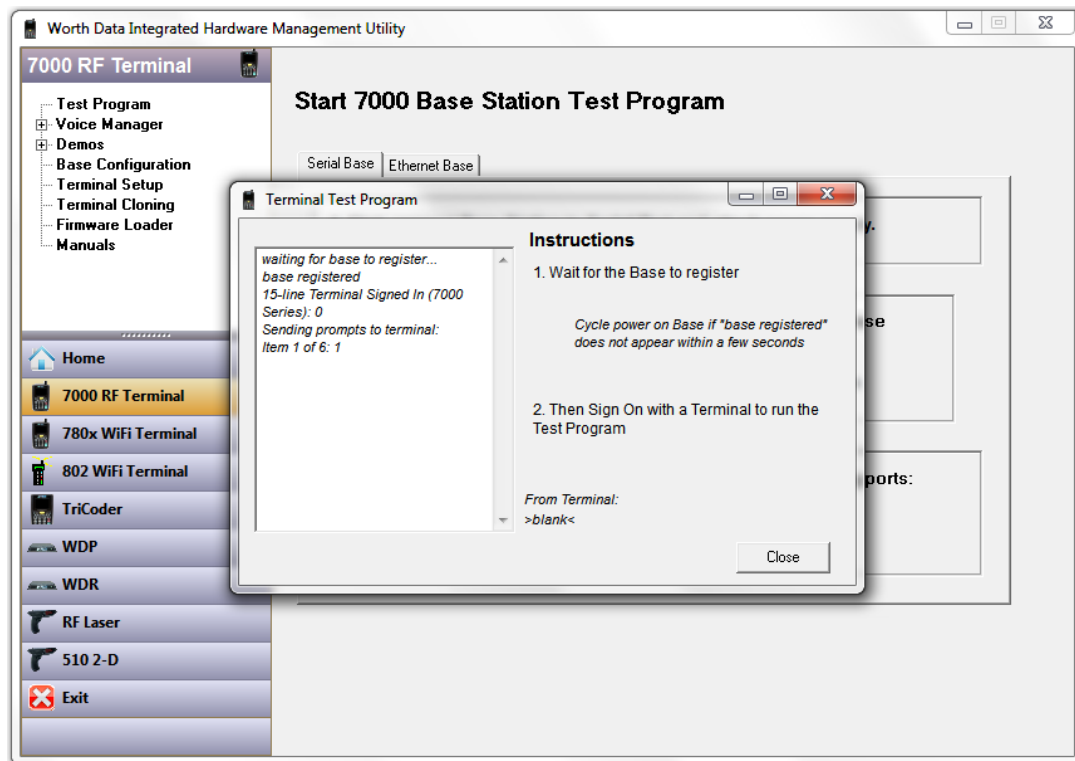 Worth Data Integrated Hardware Management Utility
7000 RF Terminal
Test Program
Voice Manager
Demos
Base Configuration
Terminal Setup
Terminal Cloning
Firmware Loader
Manuals
Home
7000 RF Terminal
780x WiFi Terminal
802 WiFi Terminal
TriCoder
WDP
WDR
RF Laser
510 2-D
Exit
Start 7000 Base Station Test Program
Serial Base
Ethernet Base
y.
se
ports:
Terminal Test Program
waiting for base to register...
base registered
15-line Terminal Signed In (7000
Series): 0
Sending prompts to terminal:
Item 1 of 6: 1
Instructions
1. Wait for the Base to register
Cycle power on Base if "base registered"
does not appear within a few seconds
2. Then Sign On with a Terminal to run the
Test Program
From Terminal:
>blank<
Close